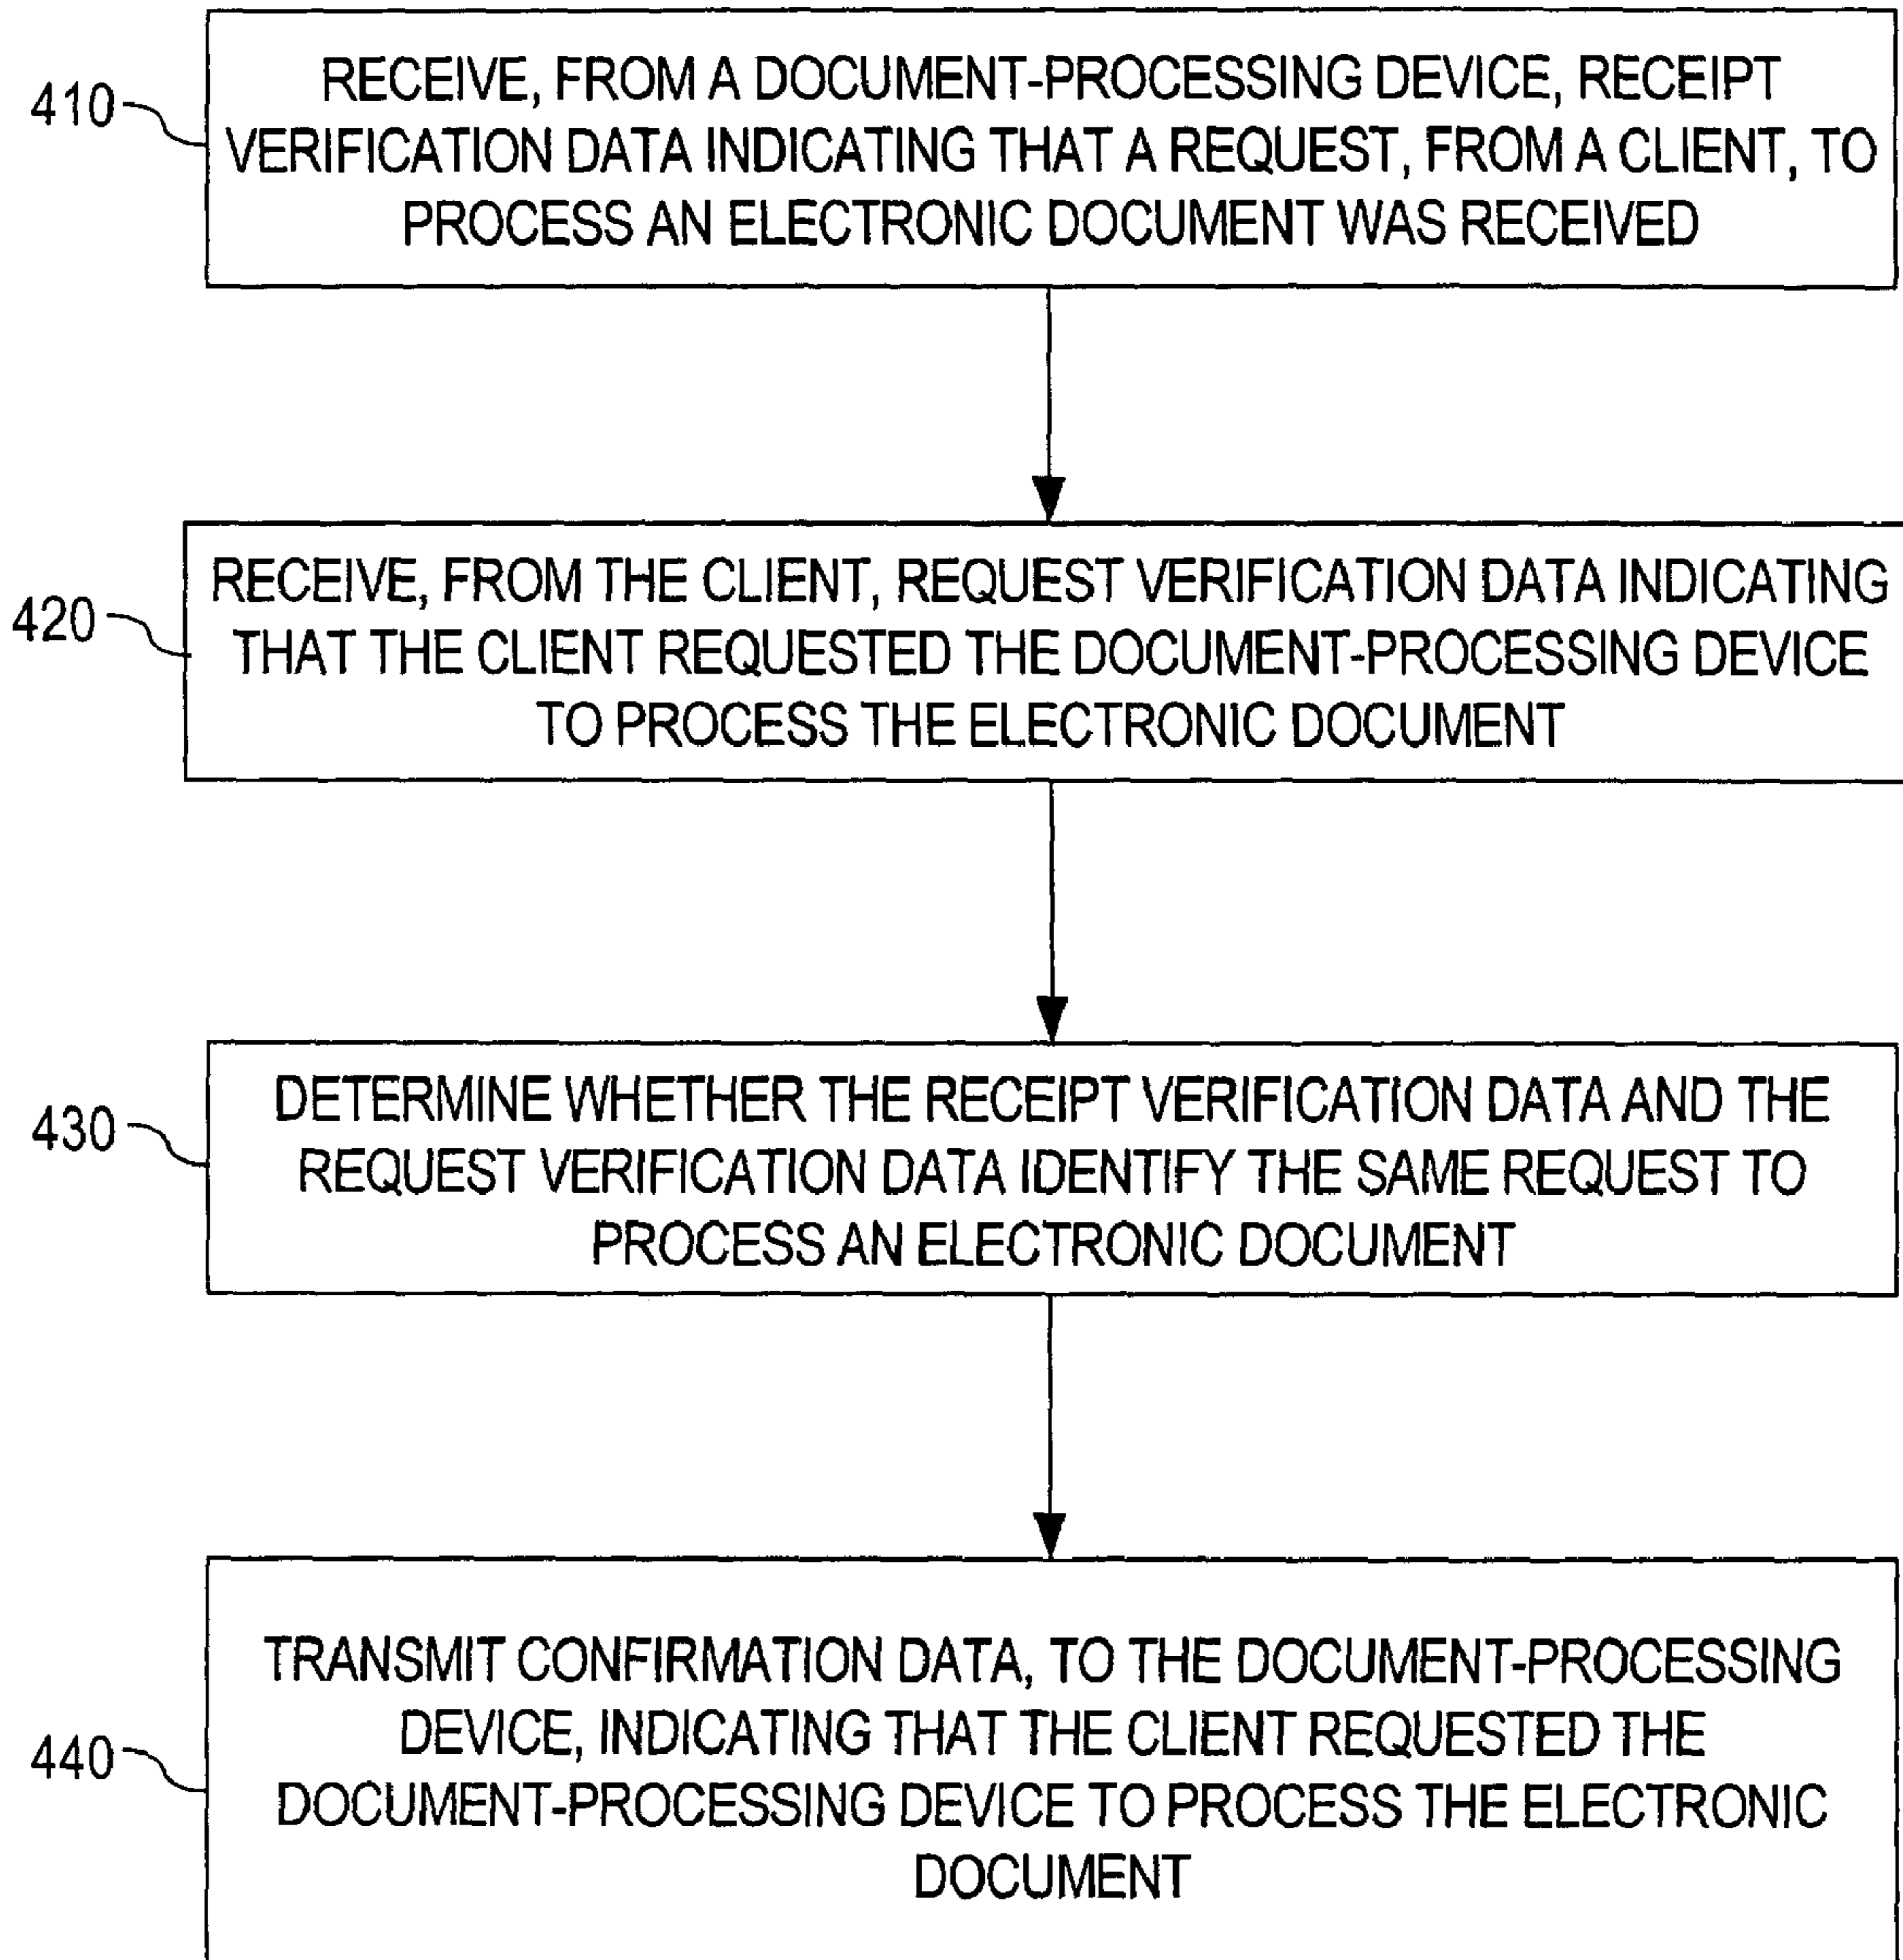 410
RECEIVE, FROM A DOCUMENT-PROCESSING DEVICE, RECEIPT
VERIFICATION DATA INDICATING THAT A REQUEST, FROM A CLIENT, TO
PROCESS AN ELECTRONIC DOCUMENT WAS RECEIVED
420
RECEIVE, FROM THE CLIENT, REQUEST VERIFICATION DATA INDICATING
THAT THE CLIENT REQUESTED THE DOCUMENT-PROCESSING DEVICE
TO PROCESS THE ELECTRONIC DOCUMENT
430
DETERMINE WHETHER THE RECEIPT VERIFICATION DATA AND THE
REQUEST VERIFICATION DATA IDENTIFY THE SAME REQUEST TO
PROCESS AN ELECTRONIC DOCUMENT
440
TRANSMIT CONFIRMATION DATA, TO THE DOCUMENT-PROCESSING
DEVICE, INDICATING THAT THE CLIENT REQUESTED THE
DOCUMENT-PROCESSING DEVICE TO PROCESS THE ELECTRONIC
DOCUMENT